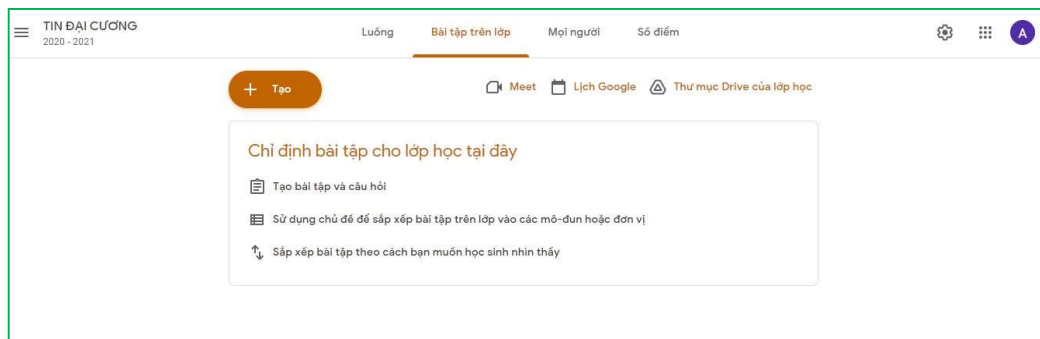 TIN ĐẠI CƯƠNG
2020 - 2021
Luồng Bài tập trên lớp Mọi người Số điểm
A
+ Tạo
Meet Lịch Google Thư mục Drive của lớp học
Chỉ định bài tập cho lớp học tại đây
Tạo bài tập và câu hỏi
Sử dụng chủ đề để sắp xếp bài tập trên lớp vào các mô-đun hoặc đơn vị
Sắp xếp bài tập theo cách bạn muốn học sinh nhìn thấy